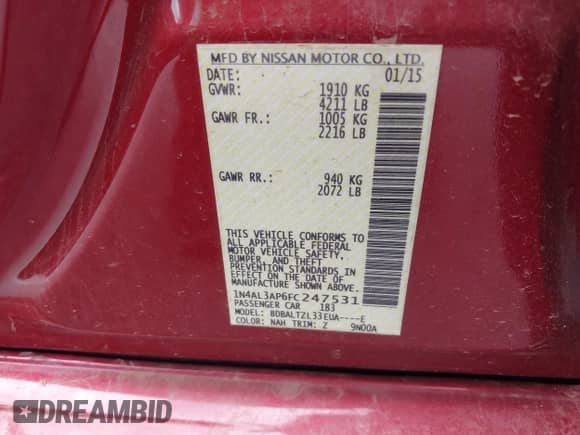 MFD BY NISSAN MOTOR CO., LTD.
DATE: 01/15
GVWR: 1910 KG
4211 LB
GAWR FR.: 1005 KG
2216 LB
GAWR RR.: 940 KG
2072 LB
THIS VEHICLE CONFORMS TO
ALL APPLICABLE FEDERAL
MOTOR VEHICLE SAFETY,
BUMPER, AND THEFT
PREVENTION STANDARDS IN
EFFECT ON THE DATE OF
MANUFACTURE SHOWN ABOVE.
1N4AL3AP6FC247531
PASSENGER CAR 183
MODEL: BDBALTZL33EUA----E
COLOR: NAH TRIM: Z 9N00A
DREAMBID